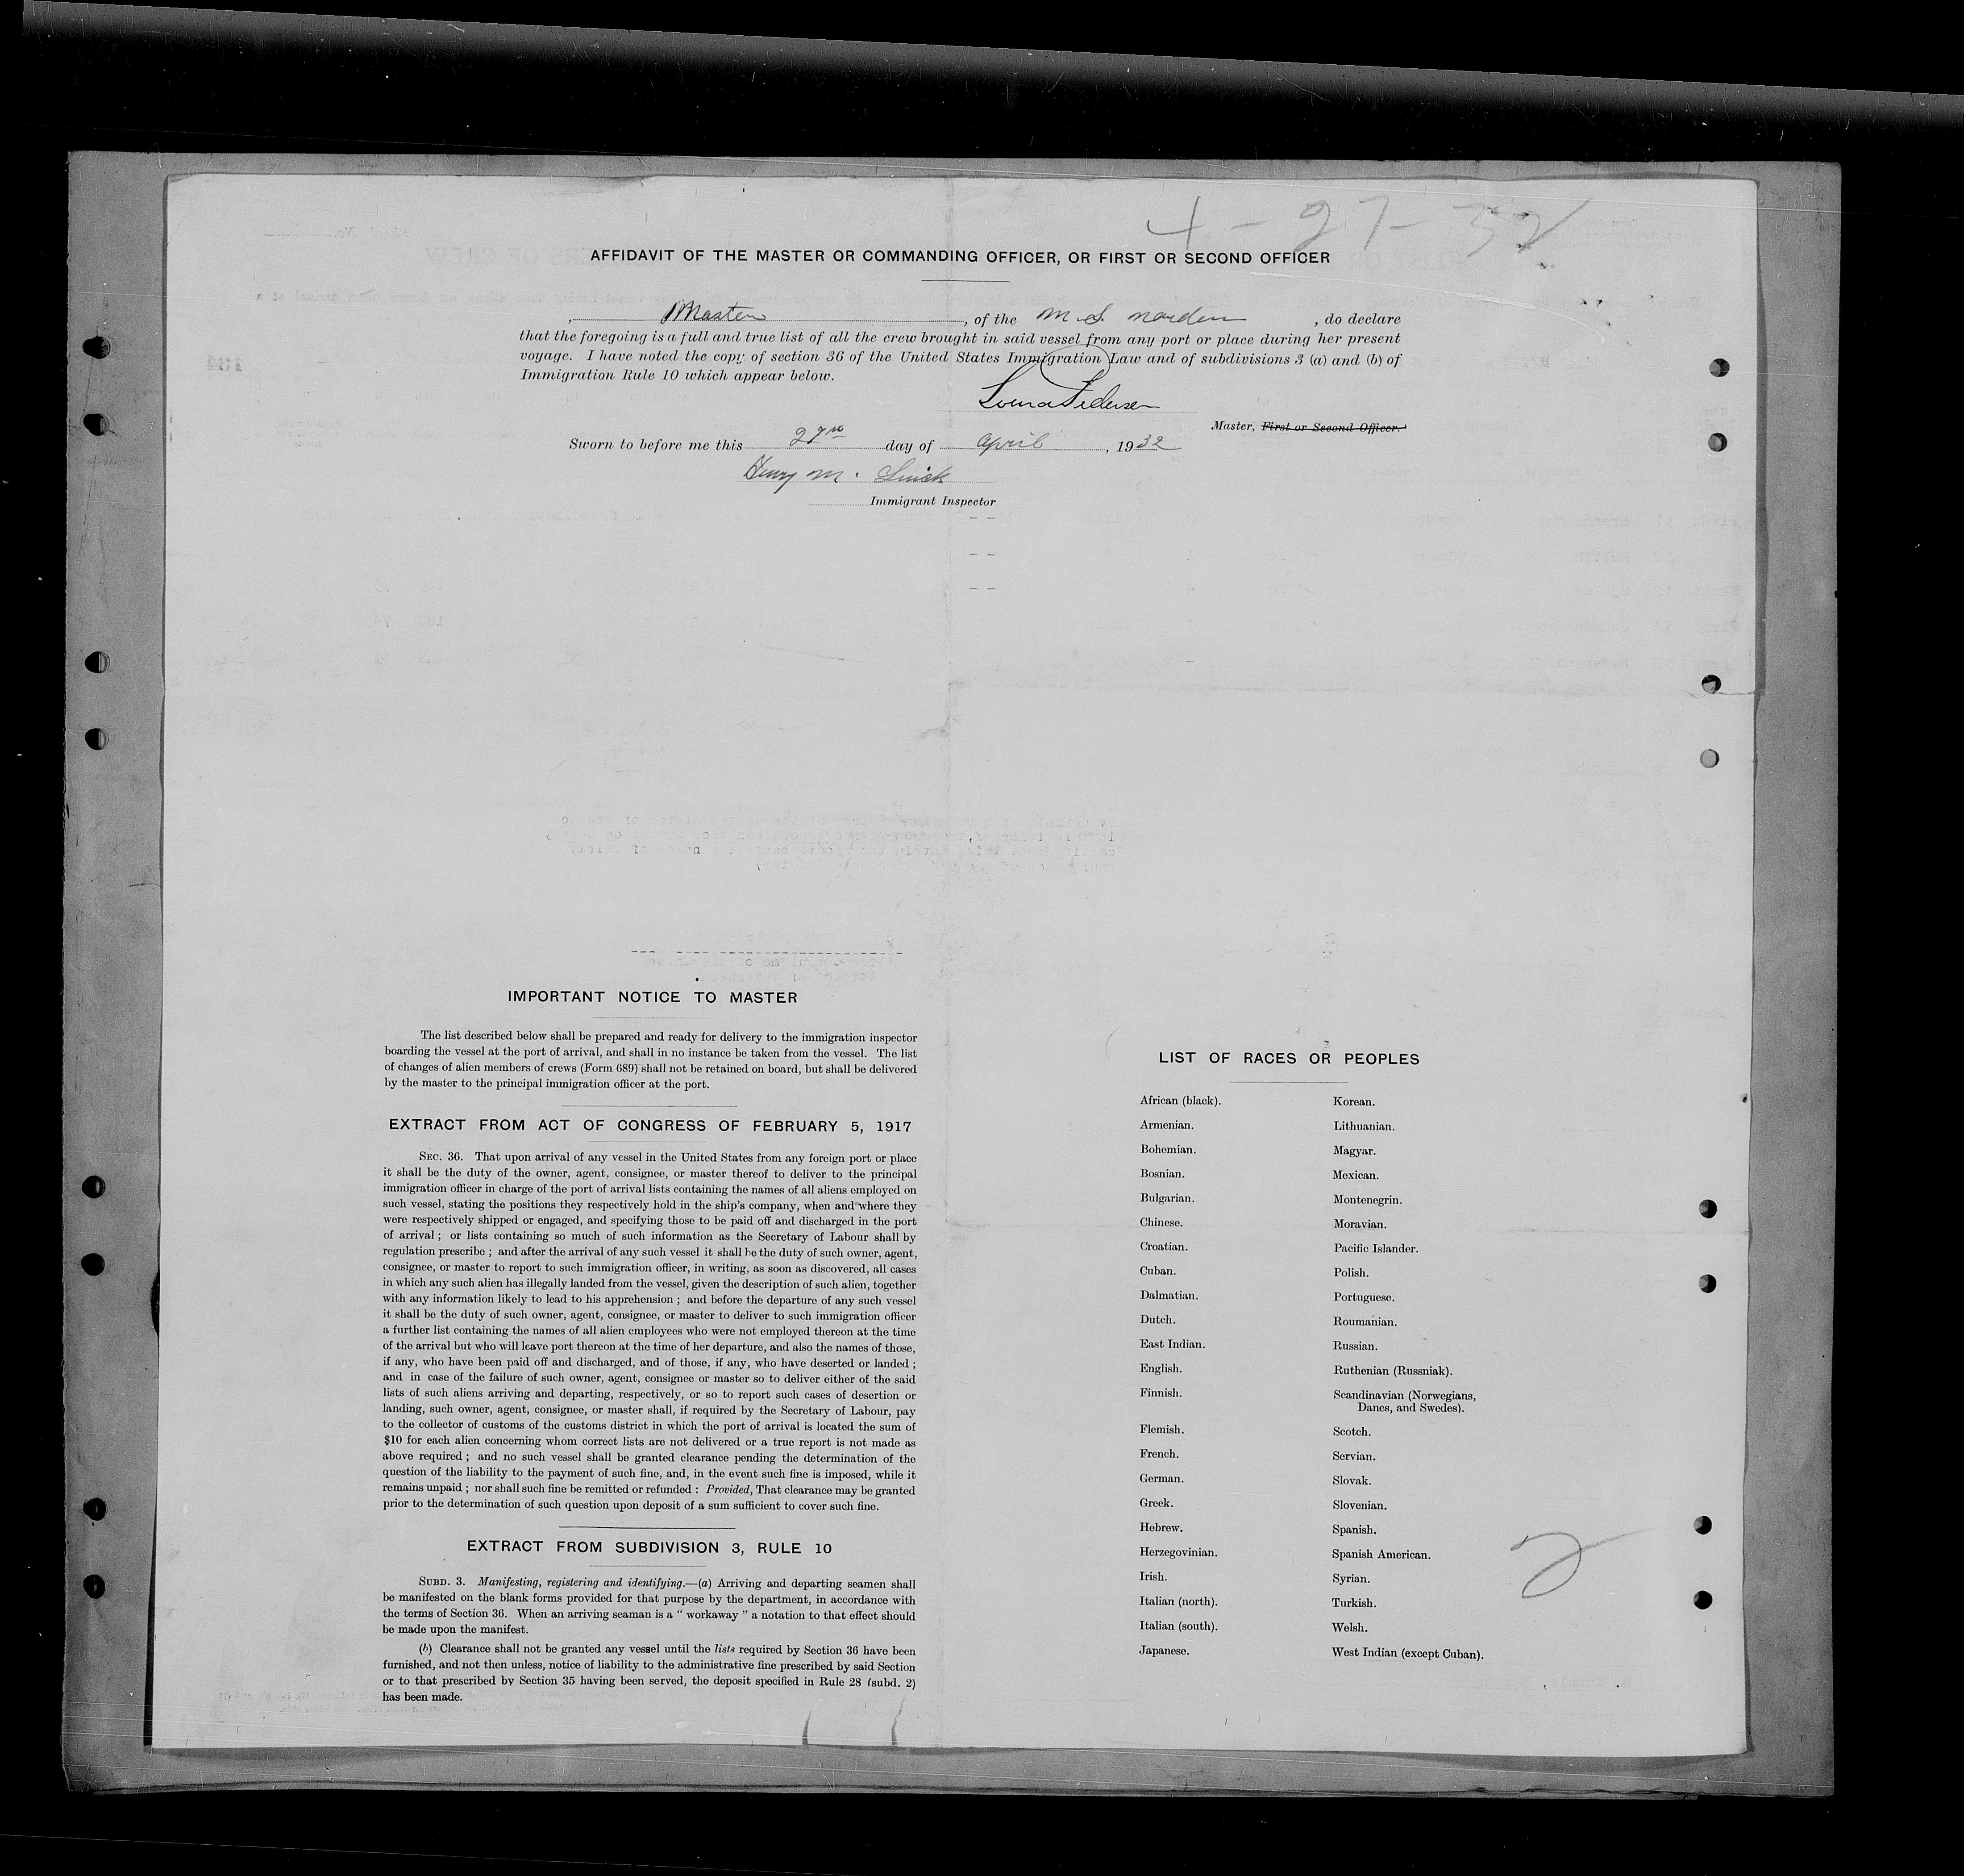 4-27-32
AFFIDAVIT OF THE MASTER OR COMMANDING OFFICER, OR FIRST OR SECOND OFFICER
, Master, of the M.S. , do declare
that the foregoing is a full and true list of all the crew brought in said vessel from any port or place during her present
voyage. I have noted the copy of section 36 of the United States Immigration Law and of subdivisions 3 (a) and (b) of
Immigration Rule 10 which appear below.
Pedersen
Master, First or Second Officer.
Sworn to before me this 27th day of April, 1932
Henry M.
Immigrant Inspector
IMPORTANT NOTICE TO MASTER
The list described below shall be prepared and ready for delivery to the immigration inspector
boarding the vessel at the port of arrival, and shall in no instance be taken from the vessel. The list
of changes of alien members of crews (Form 689) shall not be retained on board, but shall be delivered
by the master to the principal immigration officer at the port.
EXTRACT FROM ACT OF CONGRESS OF FEBRUARY 5, 1917
SEC. 36. That upon arrival of any vessel in the United States from any foreign port or place
it shall be the duty of the owner, agent, consignee, or master thereof to deliver to the principal
immigration officer in charge of the port of arrival lists containing the names of all aliens employed on
such vessel, stating the positions they respectively hold in the ship's company, when and where they
were respectively shipped or engaged, and specifying those to be paid off and discharged in the port
of arrival ; or lists containing so much of such information as the Secretary of Labour shall by
regulation prescribe ; and after the arrival of any such vessel it shall be the duty of such owner, agent,
consignee, or master to report to such immigration officer, in writing, as soon as discovered, all cases
in which any such alien has illegally landed from the vessel, given the description of such alien, together
with any information likely to lead to his apprehension ; and before the departure of any such vessel
it shall be the duty of such owner, agent, consignee, or master to deliver to such immigration officer
a further list containing the names of all alien employees who were not employed thereon at the time
of the arrival but who will leave port thereon at the time of her departure, and also the names of those,
if any, who have been paid off and discharged, and of those, if any, who have deserted or landed ;
and in case of the failure of such owner, agent, consignee or master so to deliver either of the said
lists of such aliens arriving and departing, respectively, or so to report such cases of desertion or
landing, such owner, agent, consignee, or master shall, if required by the Secretary of Labour, pay
to the collector of customs of the customs district in which the port of arrival is located the sum of
$10 for each alien concerning whom correct lists are not delivered or a true report is not made as
above required ; and no such vessel shall be granted clearance pending the determination of the
question of the liability to the payment of such fine, and, in the event such fine is imposed, while it
remains unpaid ; nor shall such fine be remitted or refunded : Provided, That clearance may be granted
prior to the determination of such question upon deposit of a sum sufficient to cover such fine.
EXTRACT FROM SUBDIVISION 3, RULE 10
SUBD. 3. Manifesting, registering and identifying.—(a) Arriving and departing seamen shall
be manifested on the blank forms provided for that purpose by the department, in accordance with
the terms of Section 36. When an arriving seaman is a " workaway " a notation to that effect should
be made upon the manifest.
(b) Clearance shall not be granted any vessel until the lists required by Section 36 have been
furnished, and not then unless, notice of liability to the administrative fine prescribed by said Section
or to that prescribed by Section 35 having been served, the deposit specified in Rule 28 (subd. 2)
has been made.
LIST OF RACES OR PEOPLES
African (black).
Armenian.
Bohemian.
Bosnian.
Bulgarian.
Chinese.
Croatian.
Cuban.
Dalmatian.
Dutch.
East Indian.
English.
Finnish.
Flemish.
French.
German.
Greek.
Hebrew.
Herzegovinian.
Irish.
Italian (north).
Italian (south).
Japanese.
Korean.
Lithuanian.
Magyar.
Mexican.
Montenegrin.
Moravian.
Pacific Islander.
Polish.
Portuguese.
Roumanian.
Russian.
Ruthenian (Russniak).
Scandinavian (Norwegians,
Danes, and Swedes).
Scotch.
Servian.
Slovak.
Slovenian.
Spanish.
Spanish American.
Syrian.
Turkish.
Welsh.
West Indian (except Cuban).
2